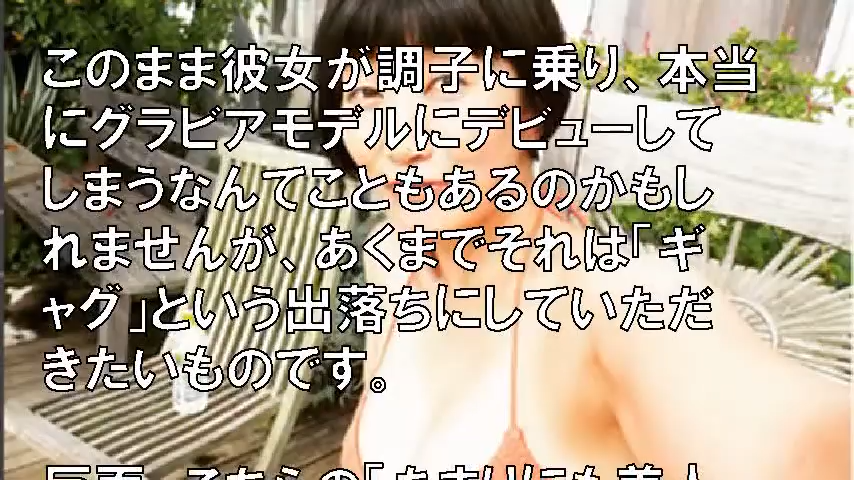 このまま彼女が調子に乗り、本当
にグラビアモデルにデビューして
しまうなんてこともあるのかもし
れませんが、あくまでそれは「ギ
ャグ」という出落ちにしていただ
きたいものです。